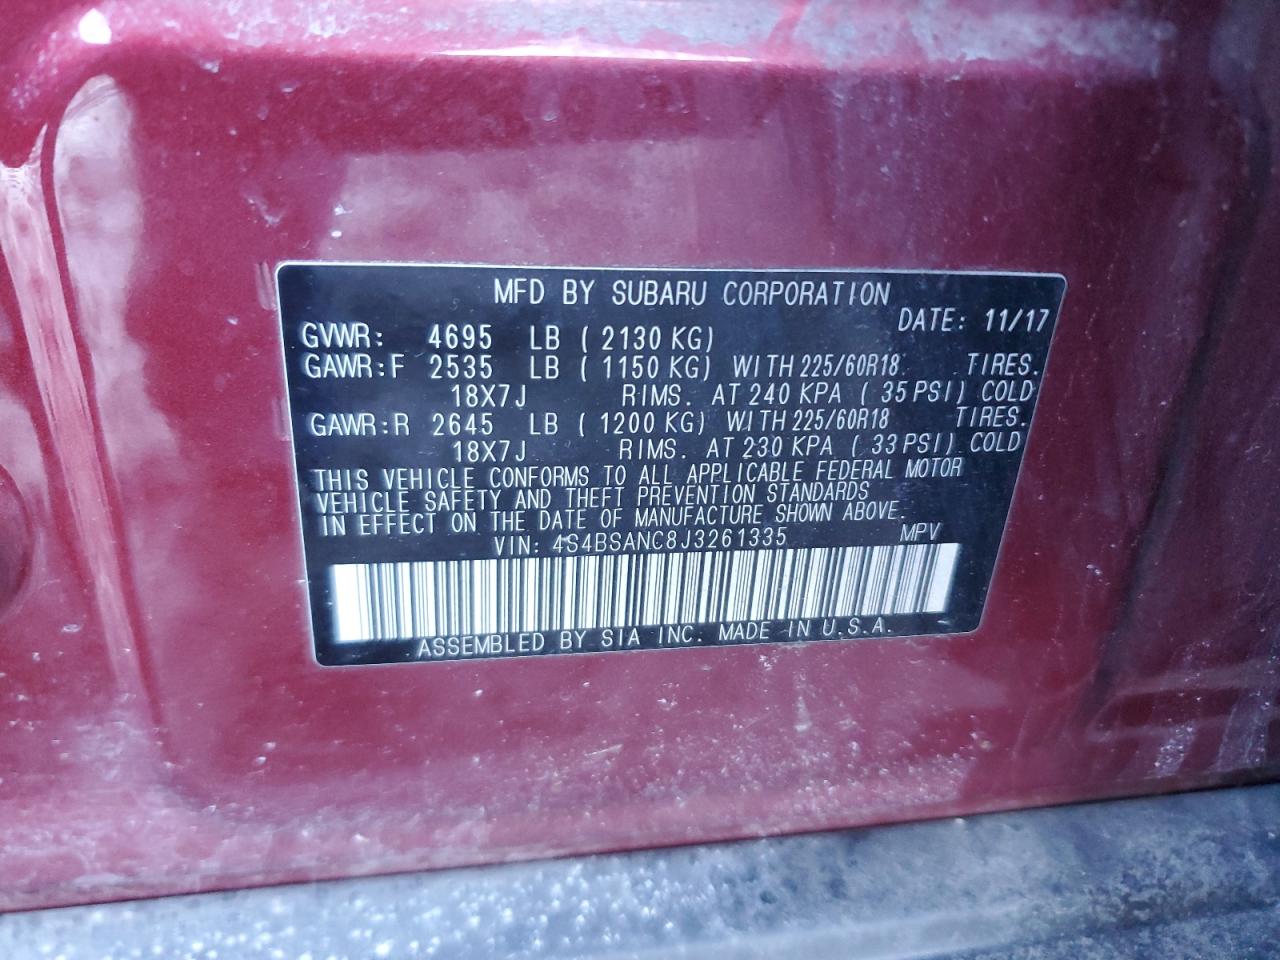 MFD BY SUBARU CORPORATION
DATE: 11/17
GVWR: 4695 LB ( 2130 KG)
GAWR:F 2535 LB ( 1150 KG) WITH 225/60R18 TIRES.
18X7J RIMS. AT 240 KPA ( 35 PSI) COLD
GAWR:R 2645 LB ( 1200 KG) WITH 225/60R18 TIRES.
18X7J RIMS. AT 230 KPA ( 33 PSI) COLD
THIS VEHICLE CONFORMS TO ALL APPLICABLE FEDERAL MOTOR
VEHICLE SAFETY AND THEFT PREVENTION STANDARDS
IN EFFECT ON THE DATE OF MANUFACTURE SHOWN ABOVE.
VIN: 4S4BSANC8J3261335 MPV
ASSEMBLED BY SIA INC. MADE IN U.S.A.